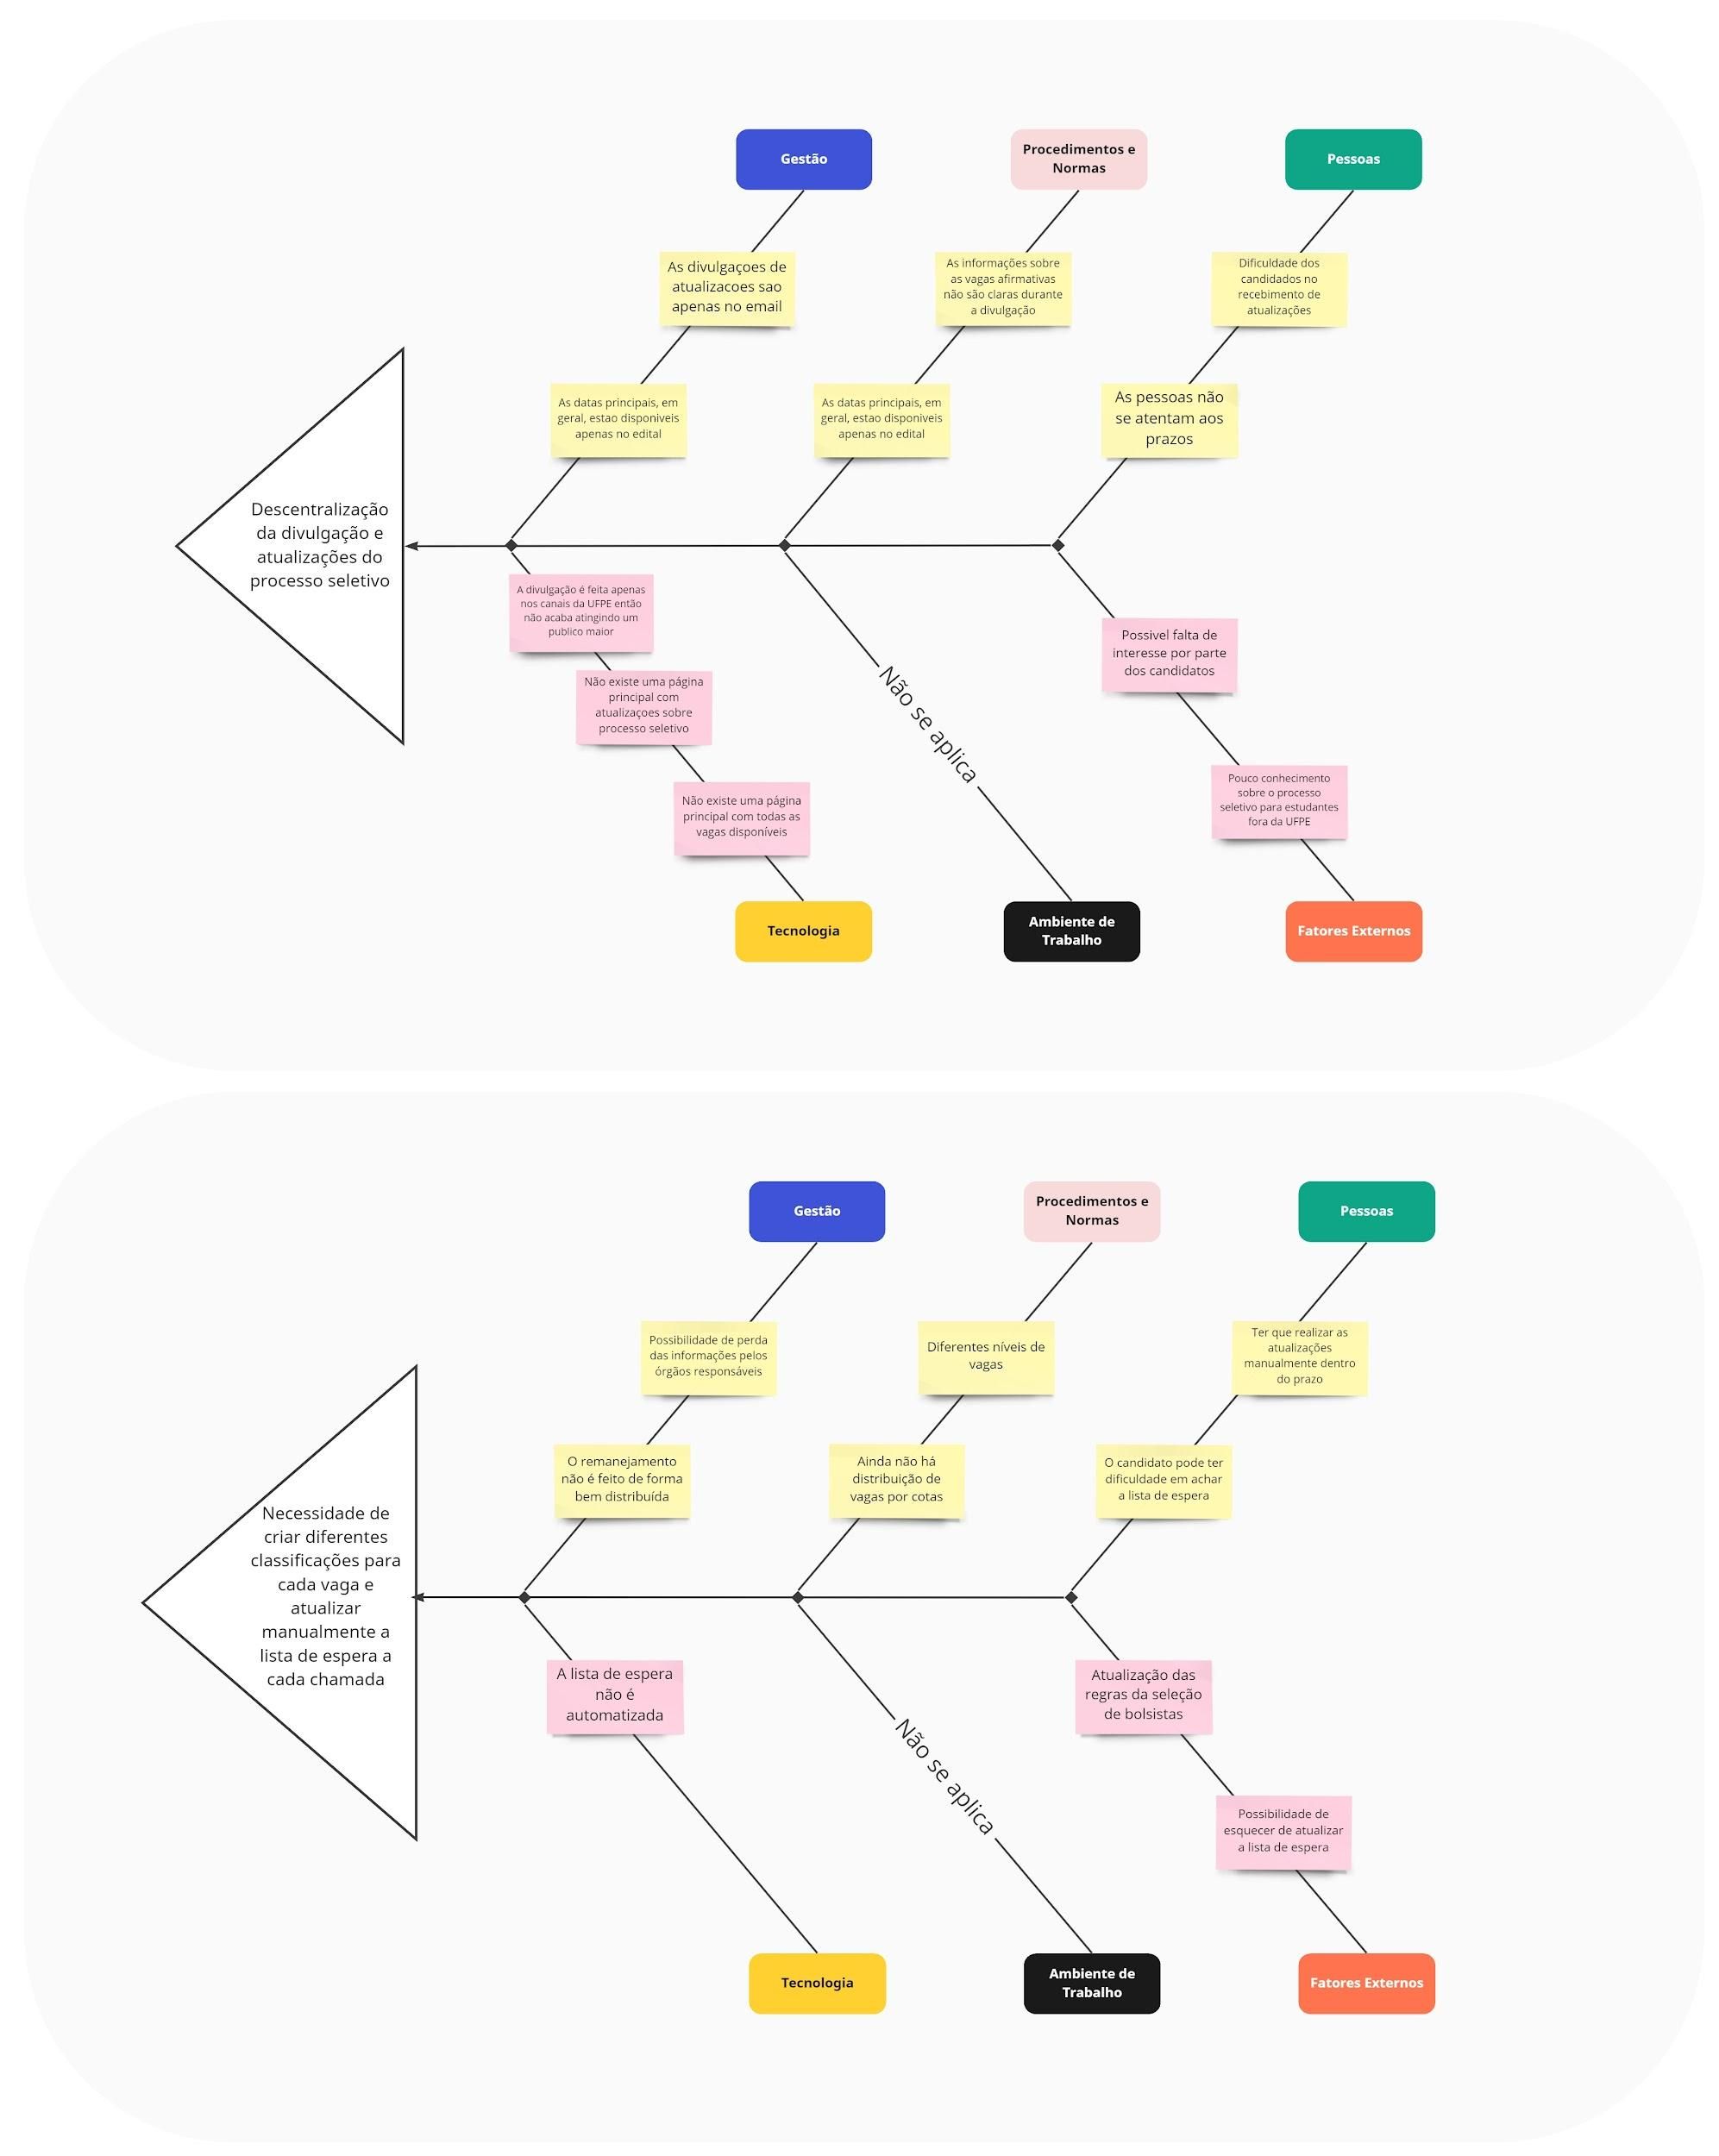 Gestão
Procedimentos e
Normas
Pessoas
As divulgaçoes de
atualizacoes sao
apenas no email
As informações sobre
as vagas afirmativas
não são claras durante
a divulgação
Dificuldade dos
candidados no
recebimento de
atualizações
As datas principais, em
geral, estao disponiveis
apenas no edital
As datas principais, em
geral, estao disponiveis
apenas no edital
As pessoas não
se atentam aos
prazos
Descentralização
da divulgação e
atualizações do
processo seletivo
A divulgação é feita apenas
nos canais da UFPE então
não acaba atingindo um
publico maior
Não existe uma página
principal com
atualizaçoes sobre
processo seletivo
Não existe uma página
principal com todas as
vagas disponíveis
Não se aplica
Possivel falta de
interesse por parte
dos candidatos
Pouco conhecimento
sobre o processo
seletivo para estudantes
fora da UFPE
Tecnologia
Ambiente de
Trabalho
Fatores Externos
Gestão
Procedimentos e
Normas
Pessoas
Possibilidade de perda
das informações pelos
órgãos responsáveis
Diferentes níveis de
vagas
Ter que realizar as
atualizações
manualmente dentro
do prazo
O remanejamento
não é feito de forma
bem distribuída
Ainda não há
distribuição de
vagas por cotas
O candidato pode ter
dificuldade em achar
a lista de espera
Necessidade de
criar diferentes
classificações para
cada vaga e
atualizar
manualmente a
lista de espera a
cada chamada
A lista de espera
não é
automatizada
Não se aplica
Atualização das
regras da seleção
de bolsistas
Possibilidade de
esquecer de atualizar
a lista de espera
Tecnologia
Ambiente de
Trabalho
Fatores Externos